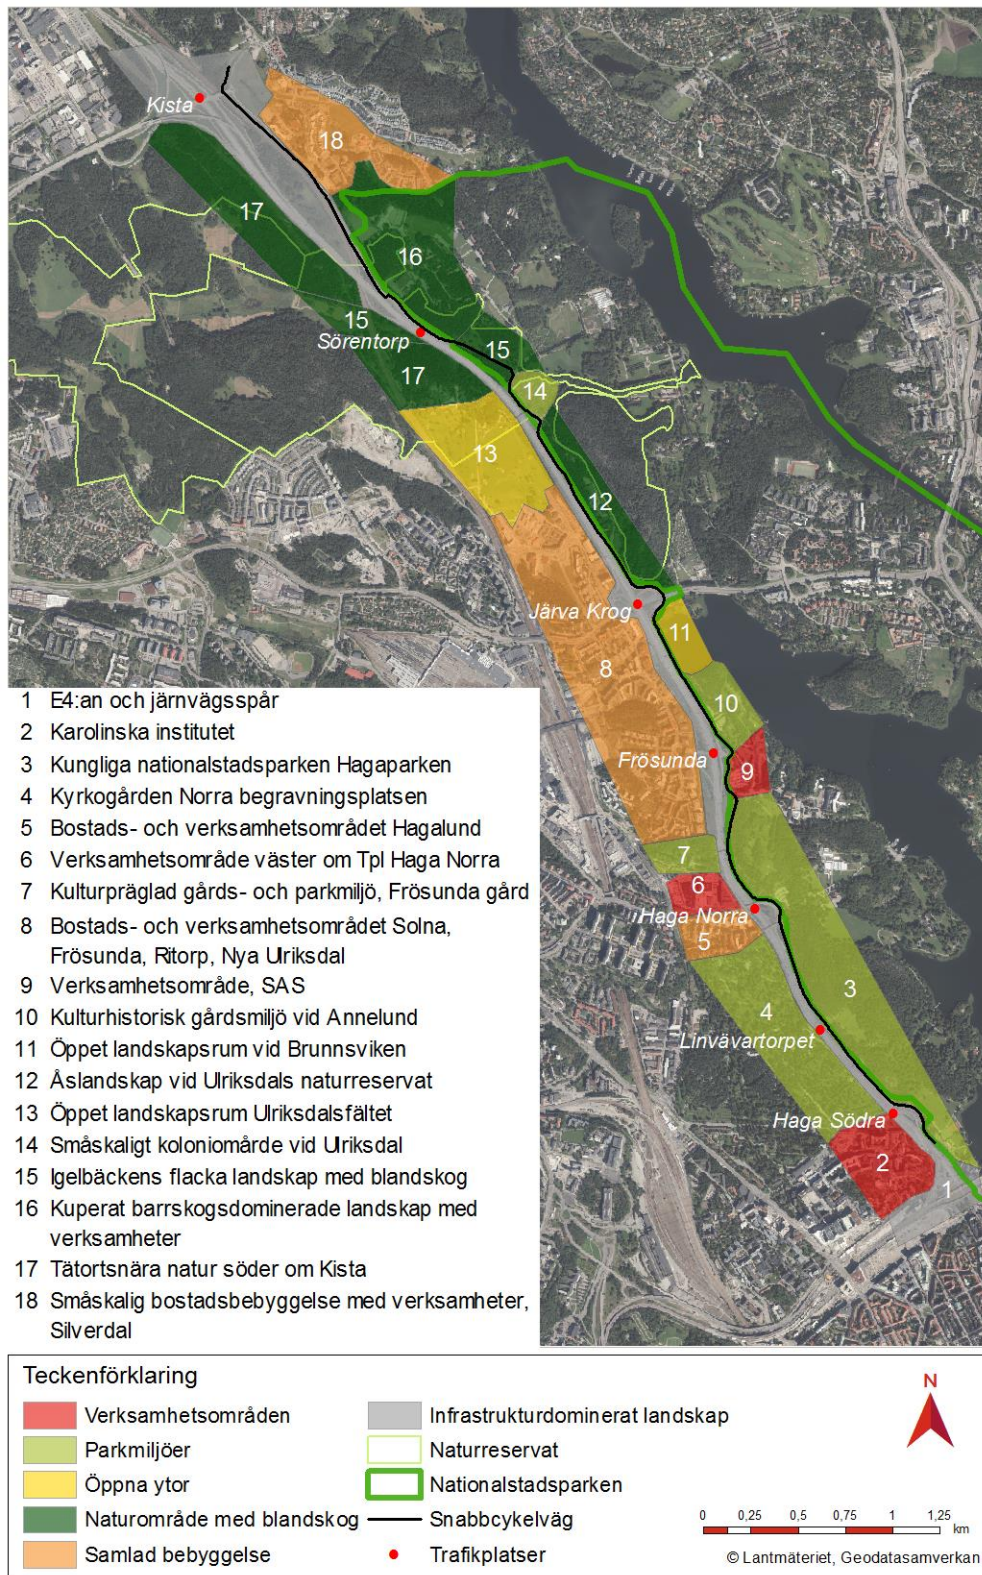 Kista
18
17
16
15
Sörentorp
15
17
14
13
12
Järva Krog
11
8
10
Frösunda
9
7
6
Haga Norra
5
3
4
Linvävartorpet
Haga Södra
2
1
1 E4:an och järnvägsspår
2 Karolinska institutet
3 Kungliga nationalstadsparken Hagaparken
4 Kyrkogården Norra begravningsplatsen
5 Bostads- och verksamhetsområdet Hagalund
6 Verksamhetsområde väster om Tpl Haga Norra
7 Kulturpräglad gårds- och parkmiljö, Frösunda gård
8 Bostads- och verksamhetsområdet Solna,
Frösunda, Ritorp, Nya Ulriksdal
9 Verksamhetsområde, SAS
10 Kulturhistorisk gårdsmiljö vid Annelund
11 Öppet landskapsrum vid Brunnsviken
12 Åslandskap vid Ulriksdals naturreservat
13 Öppet landskapsrum Ulriksdalsfältet
14 Småskaligt koloniomårde vid Ulriksdal
15 Igelbäckens flacka landskap med blandskog
16 Kuperat barrskogsdominerade landskap med
verksamheter
17 Tätortsnära natur söder om Kista
18 Småskalig bostadsbebyggelse med verksamheter,
Silverdal
Teckenförklaring
Verksamhetsområden
Parkmiljöer
Öppna ytor
Naturområde med blandskog
Samlad bebyggelse
Infrastrukturdominerat landskap
Naturreservat
Nationalstadsparken
Snabbcykelväg
Trafikplatser
N
0 0,25 0,5 0,75 1 1,25
km
© Lantmäteriet, Geodatasamverkan